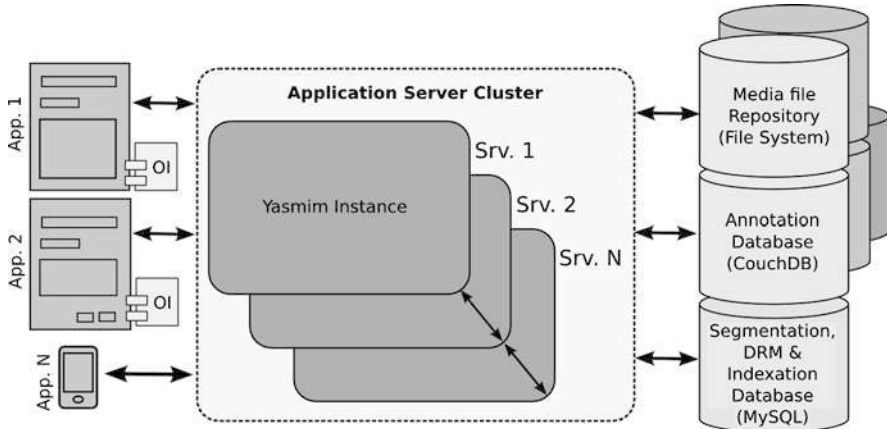 App. 1
OI
App. 2
OI
App. N
Application Server Cluster
Yasmim Instance
Srv. 1
Srv. 2
Srv. N
Media file
Repository
(File System)
Annotation
Database
(CouchDB)
Segmentation,
DRM &
Indexation
Database
(MySQL)